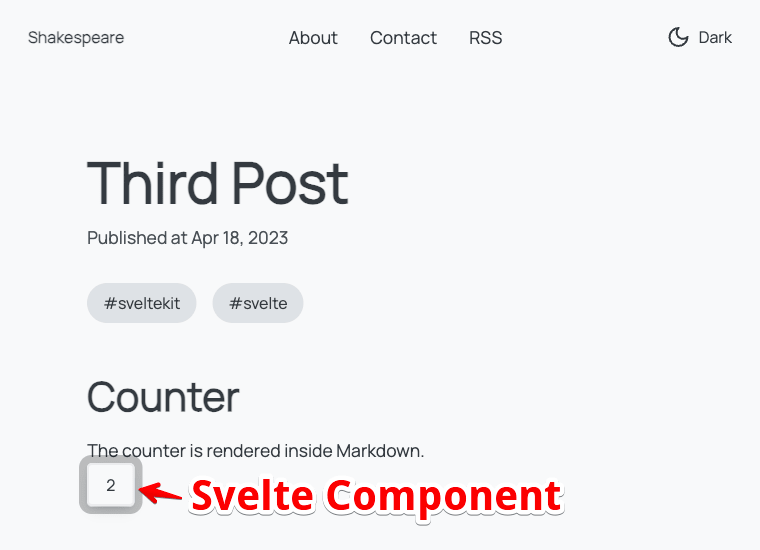 Shakespeare About Contact RSS Dark
Third Post
Published at Apr 18, 2023
#sveltekit #svelte
Counter
The counter is rendered inside Markdown.
2 Svelte Component